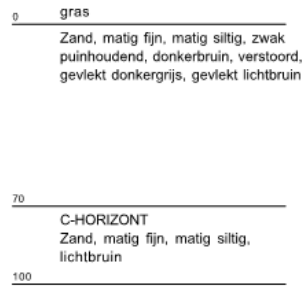 0 gras
Zand, matig fijn, matig siltig, zwak
puinhoudend, donkerbruin, verstoord,
gevlekt donkergrijs, gevlekt lichtbruin
70
C-HORIZONT
Zand, matig fijn, matig siltig,
lichtbruin
100